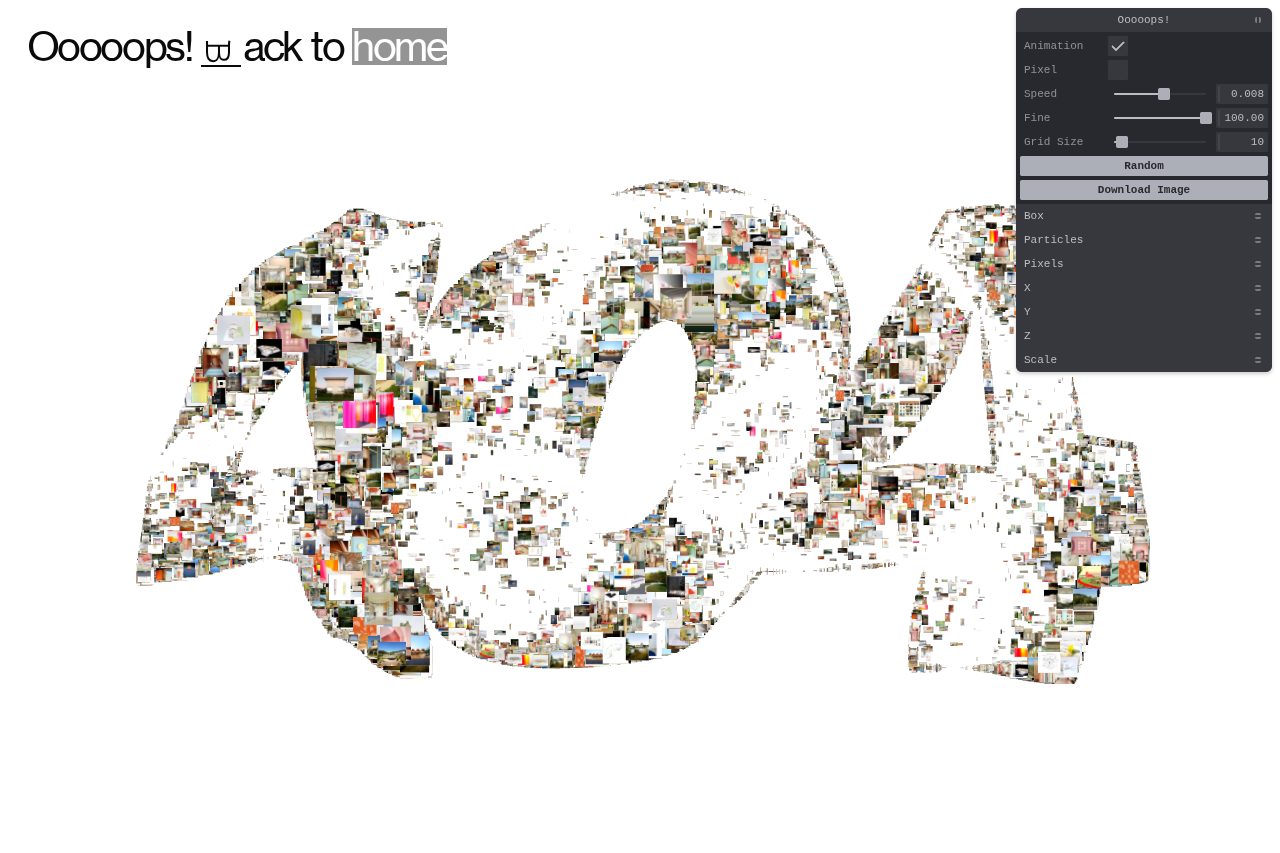 Ooooops! Back to home
Ooooops!
Animation
Pixel
Speed 0.008
Fine 100.00
Grid Size 10
Random
Download Image
Box
Particles
Pixels
X
Y
Z
Scale
404